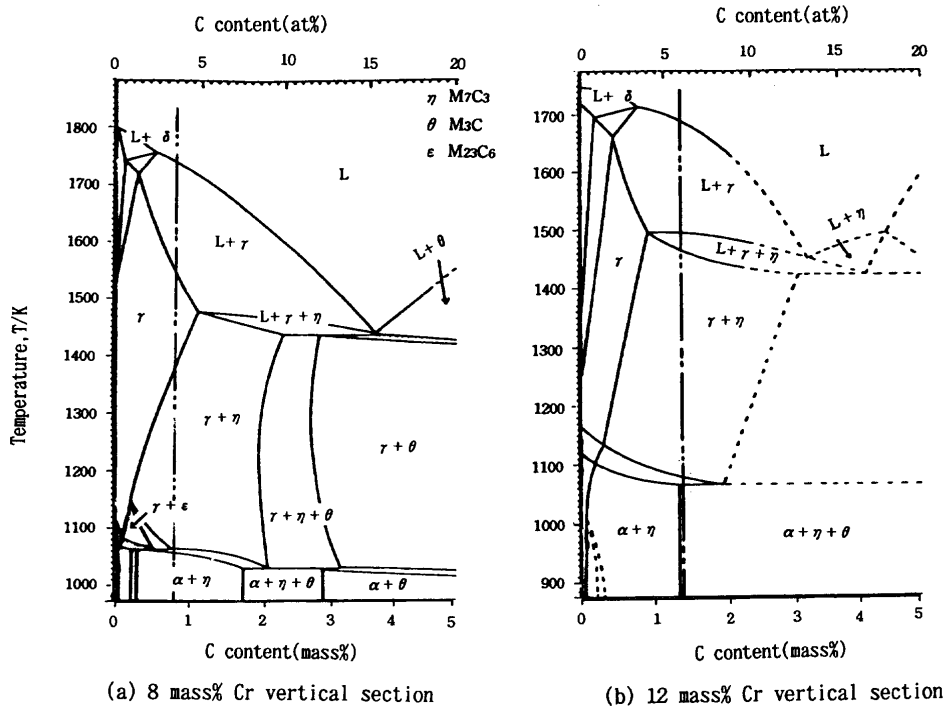 C content(at%)
0 5 10 15 20
η M7C3
θ M3C
ε M23C6
L+ δ
L
L+γ
L+θ
γ
L+γ+η
γ+η
γ+θ
γ+ε
γ+η+θ
α+η
α+η+θ
α+θ
1800
1700
1600
1500
1400
1300
1200
1100
1000
Temperature,T/K
0 1 2 3 4 5
C content(mass%)
(a) 8 mass% Cr vertical section
C content(at%)
0 5 10 15 20
L+ δ
L
L+γ
L+η
γ
L+γ+η
γ+η
α+η
α+η+θ
1700
1600
1500
1400
1300
1200
1100
1000
900
0 1 2 3 4 5
C content(mass%)
(b) 12 mass% Cr vertical section